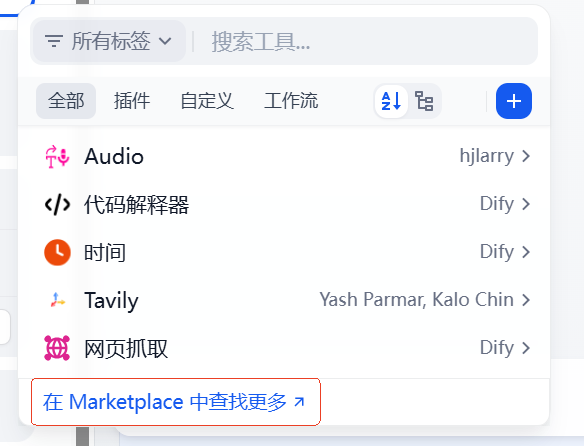 所有标签 搜索工具...
全部 插件 自定义 工作流
Audio hjlarry
代码解释器 Dify
时间 Dify
Tavily Yash Parmar, Kalo Chin
网页抓取 Dify
在 Marketplace 中查找更多